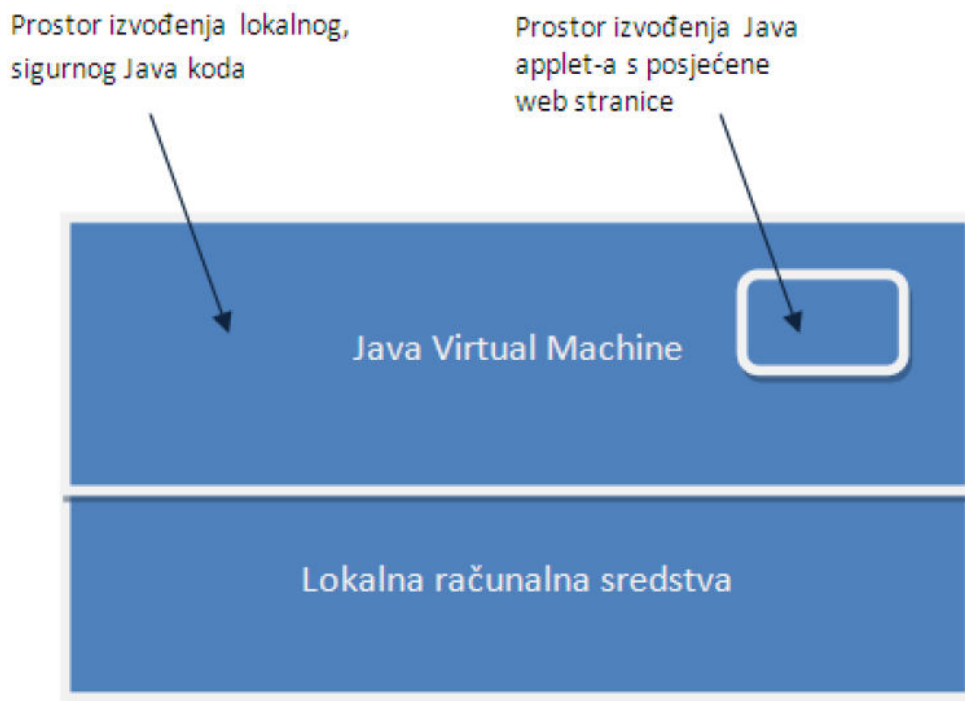 Prostor izvođenja lokalnog,
sigurnog Java koda
Prostor izvođenja Java
applet-a s posjećene
web stranice
Java Virtual Machine
Lokalna računalna sredstva